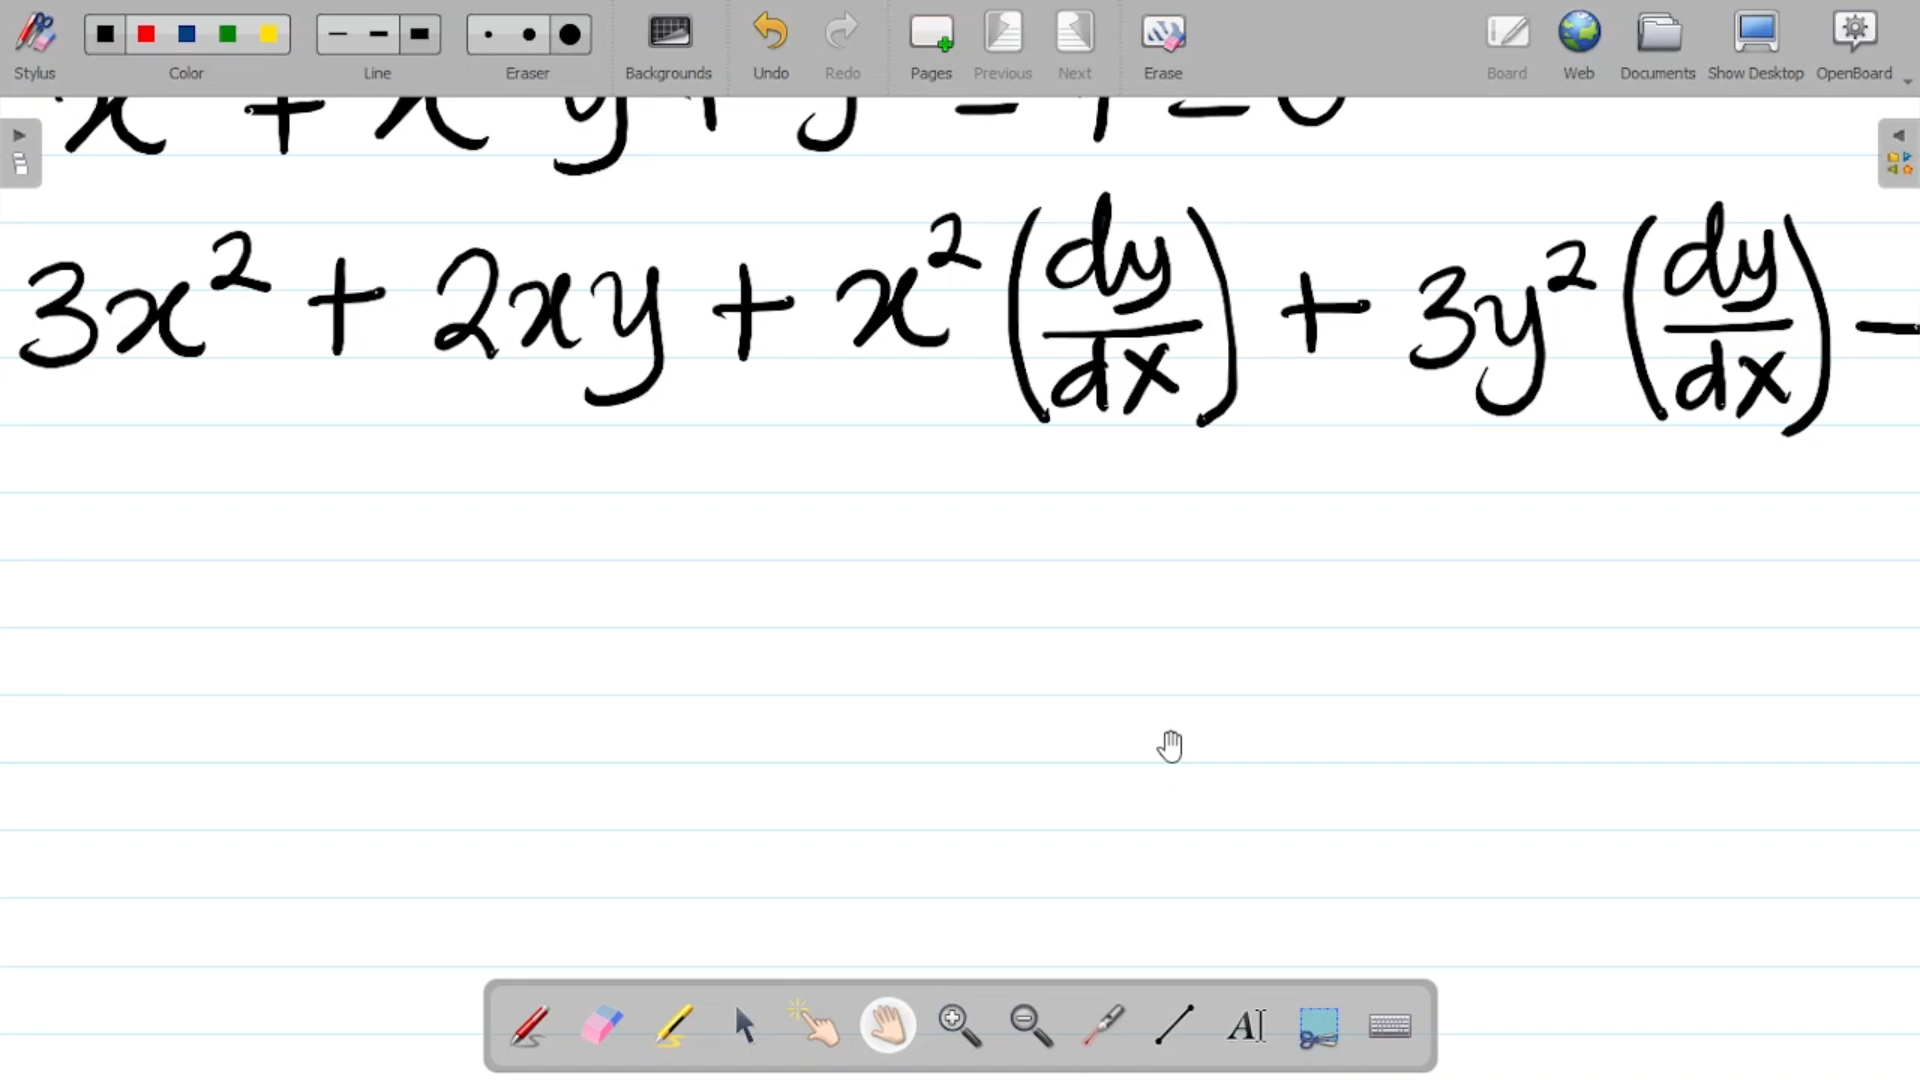 Stylus Color Line Eraser Backgrounds Undo Redo Pages Previous Next Erase Board Web Documents Show Desktop OpenBoard
3x² + 2xy + x² (dy/dx) + 3y² (dy/dx) -